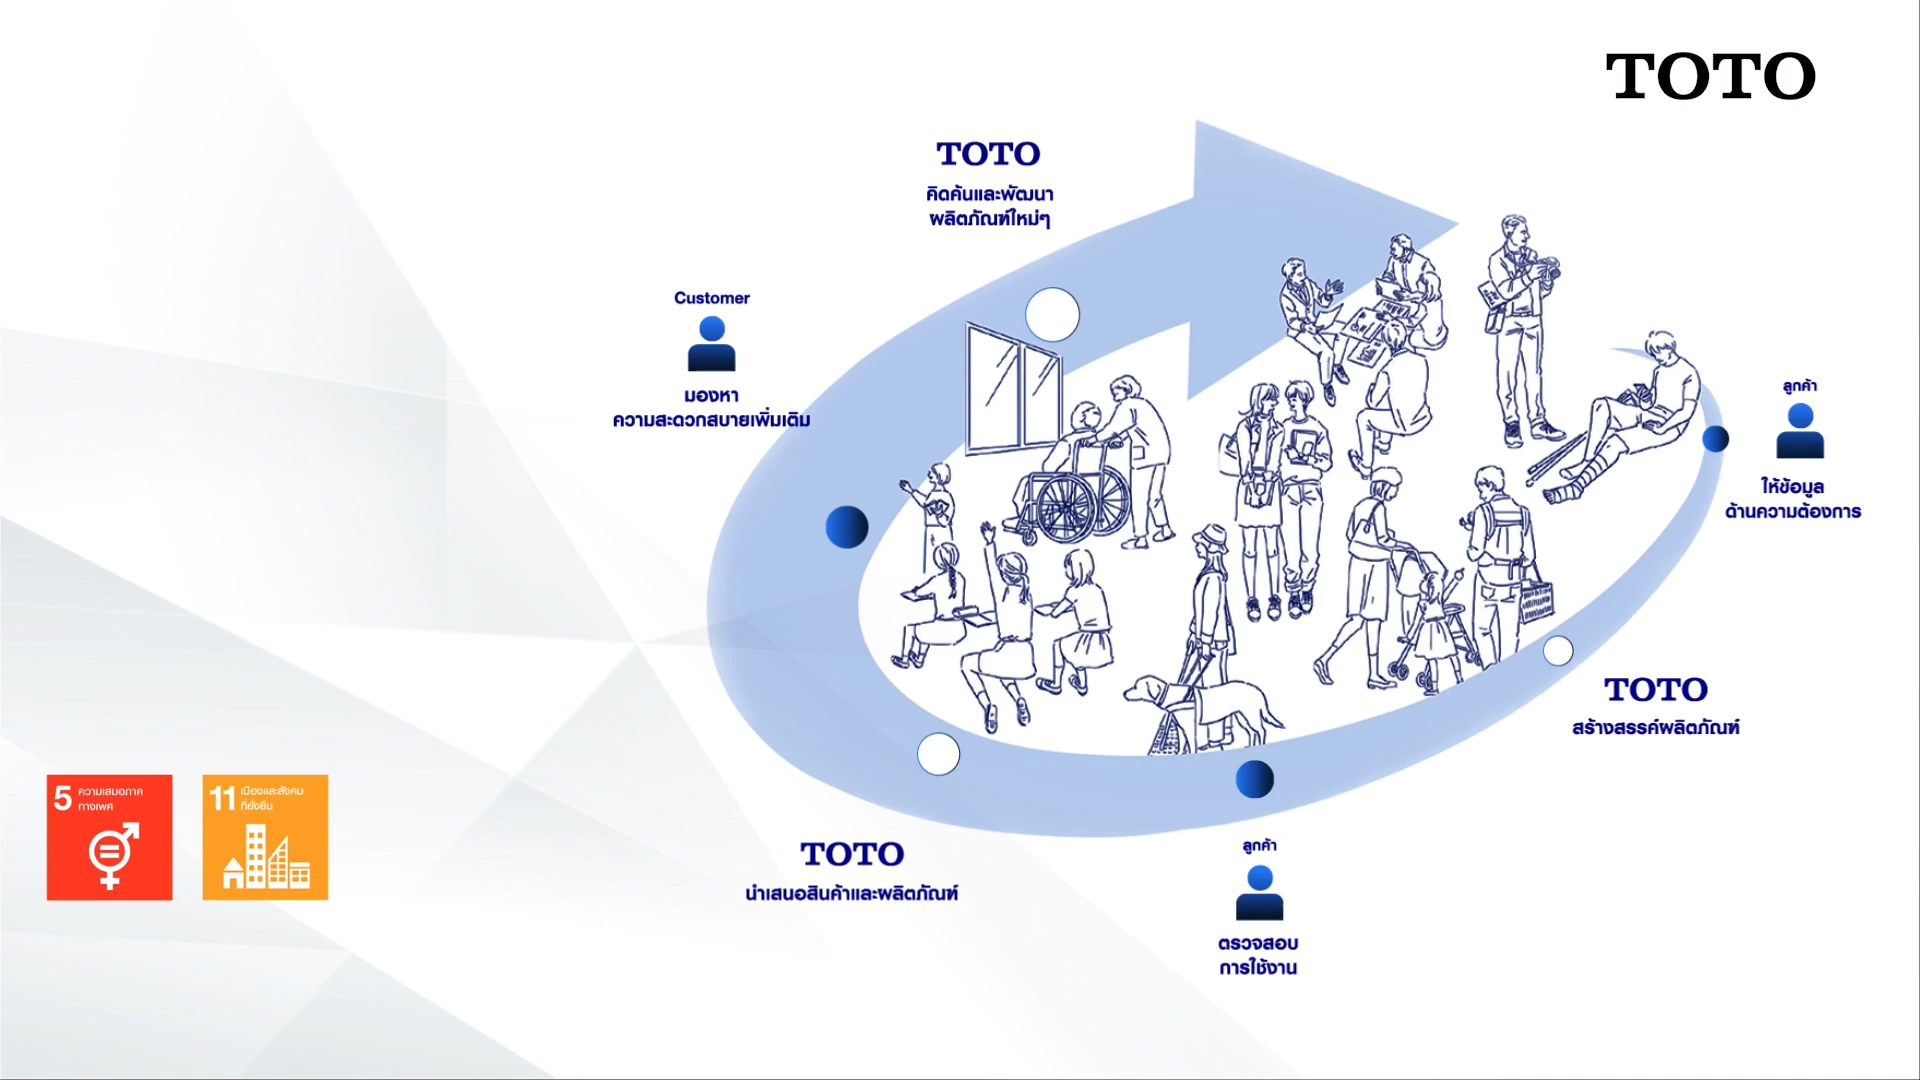 TOTO
TOTO
คิดค้นและพัฒนา
ผลิตภัณฑ์ใหม่ๆ
Customer
มองหา
ความสะดวกสบายเพิ่มเติม
ลูกค้า
ให้ข้อมูล
ด้านความต้องการ
TOTO
สร้างสรรค์ผลิตภัณฑ์
5 ความเสมอภาค
ทางเพศ
11 เมืองและสังคม
ที่ยั่งยืน
TOTO
นำเสนอสินค้าและผลิตภัณฑ์
ลูกค้า
ตรวจสอบ
การใช้งาน